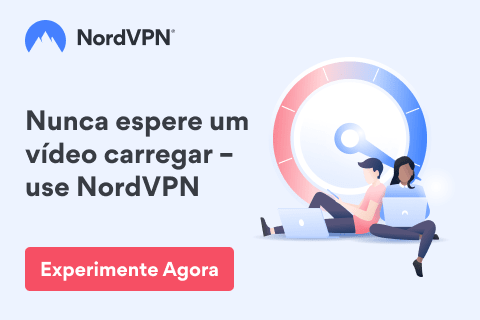 NordVPN®
Nunca espere um
vídeo carregar –
use NordVPN
Experimente Agora